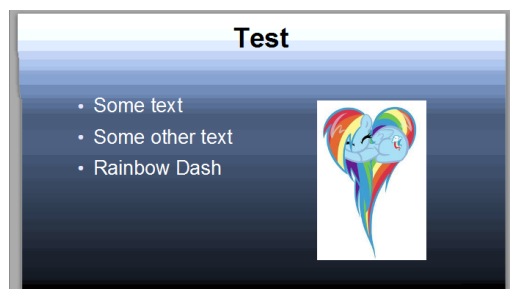 Test
• Some text
• Some other text
• Rainbow Dash